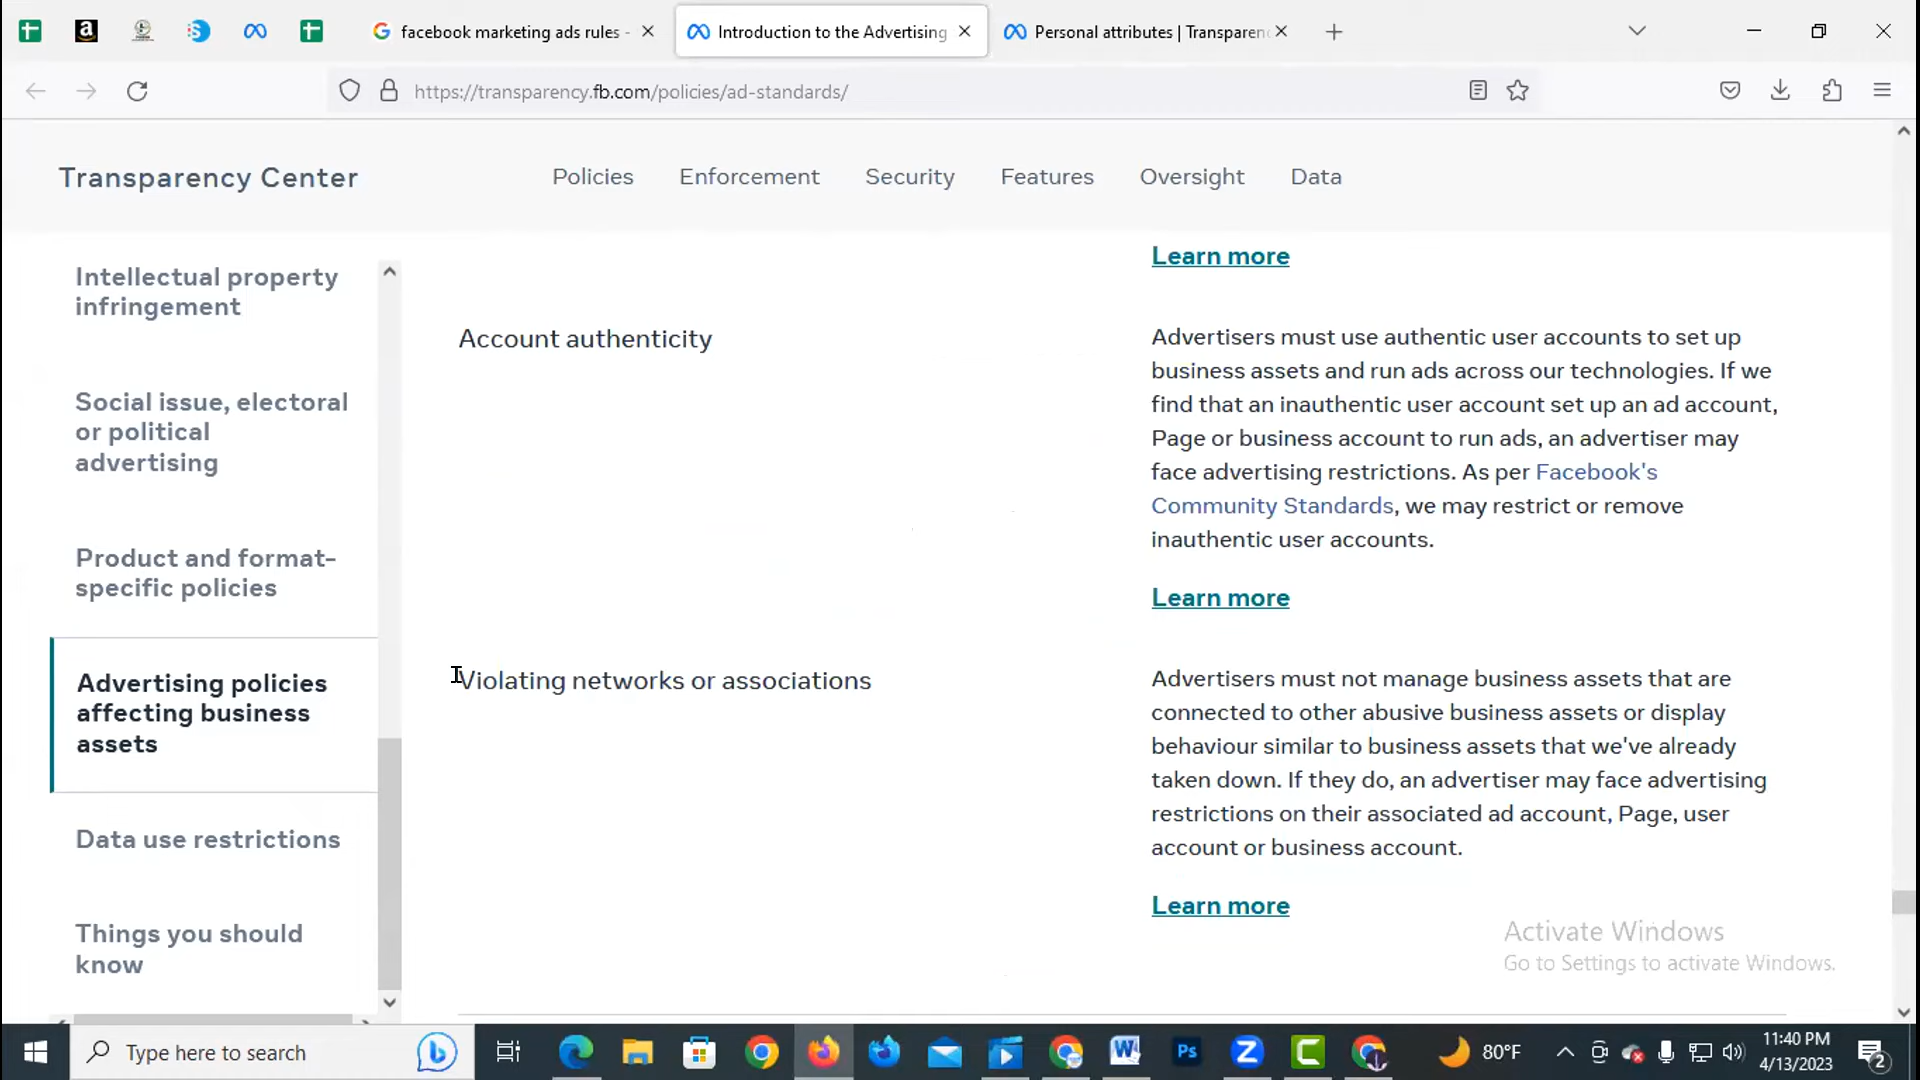 facebook marketing ads rules -
Introduction to the Advertising
Personal attributes | Transparen
https://transparency.fb.com/policies/ad-standards/
Transparency Center
Policies
Enforcement
Security
Features
Oversight
Data
Intellectual property
infringement
Social issue, electoral
or political
advertising
Product and format-
specific policies
Advertising policies
affecting business
assets
Data use restrictions
Things you should
know
Learn more
Account authenticity
Advertisers must use authentic user accounts to set up
business assets and run ads across our technologies. If we
find that an inauthentic user account set up an ad account,
Page or business account to run ads, an advertiser may
face advertising restrictions. As per Facebook's
Community Standards, we may restrict or remove
inauthentic user accounts.
Learn more
Violating networks or associations
Advertisers must not manage business assets that are
connected to other abusive business assets or display
behaviour similar to business assets that we've already
taken down. If they do, an advertiser may face advertising
restrictions on their associated ad account, Page, user
account or business account.
Learn more
Activate Windows
Go to Settings to activate Windows.
Type here to search
Ps
80°F
11:40 PM
4/13/2023
2